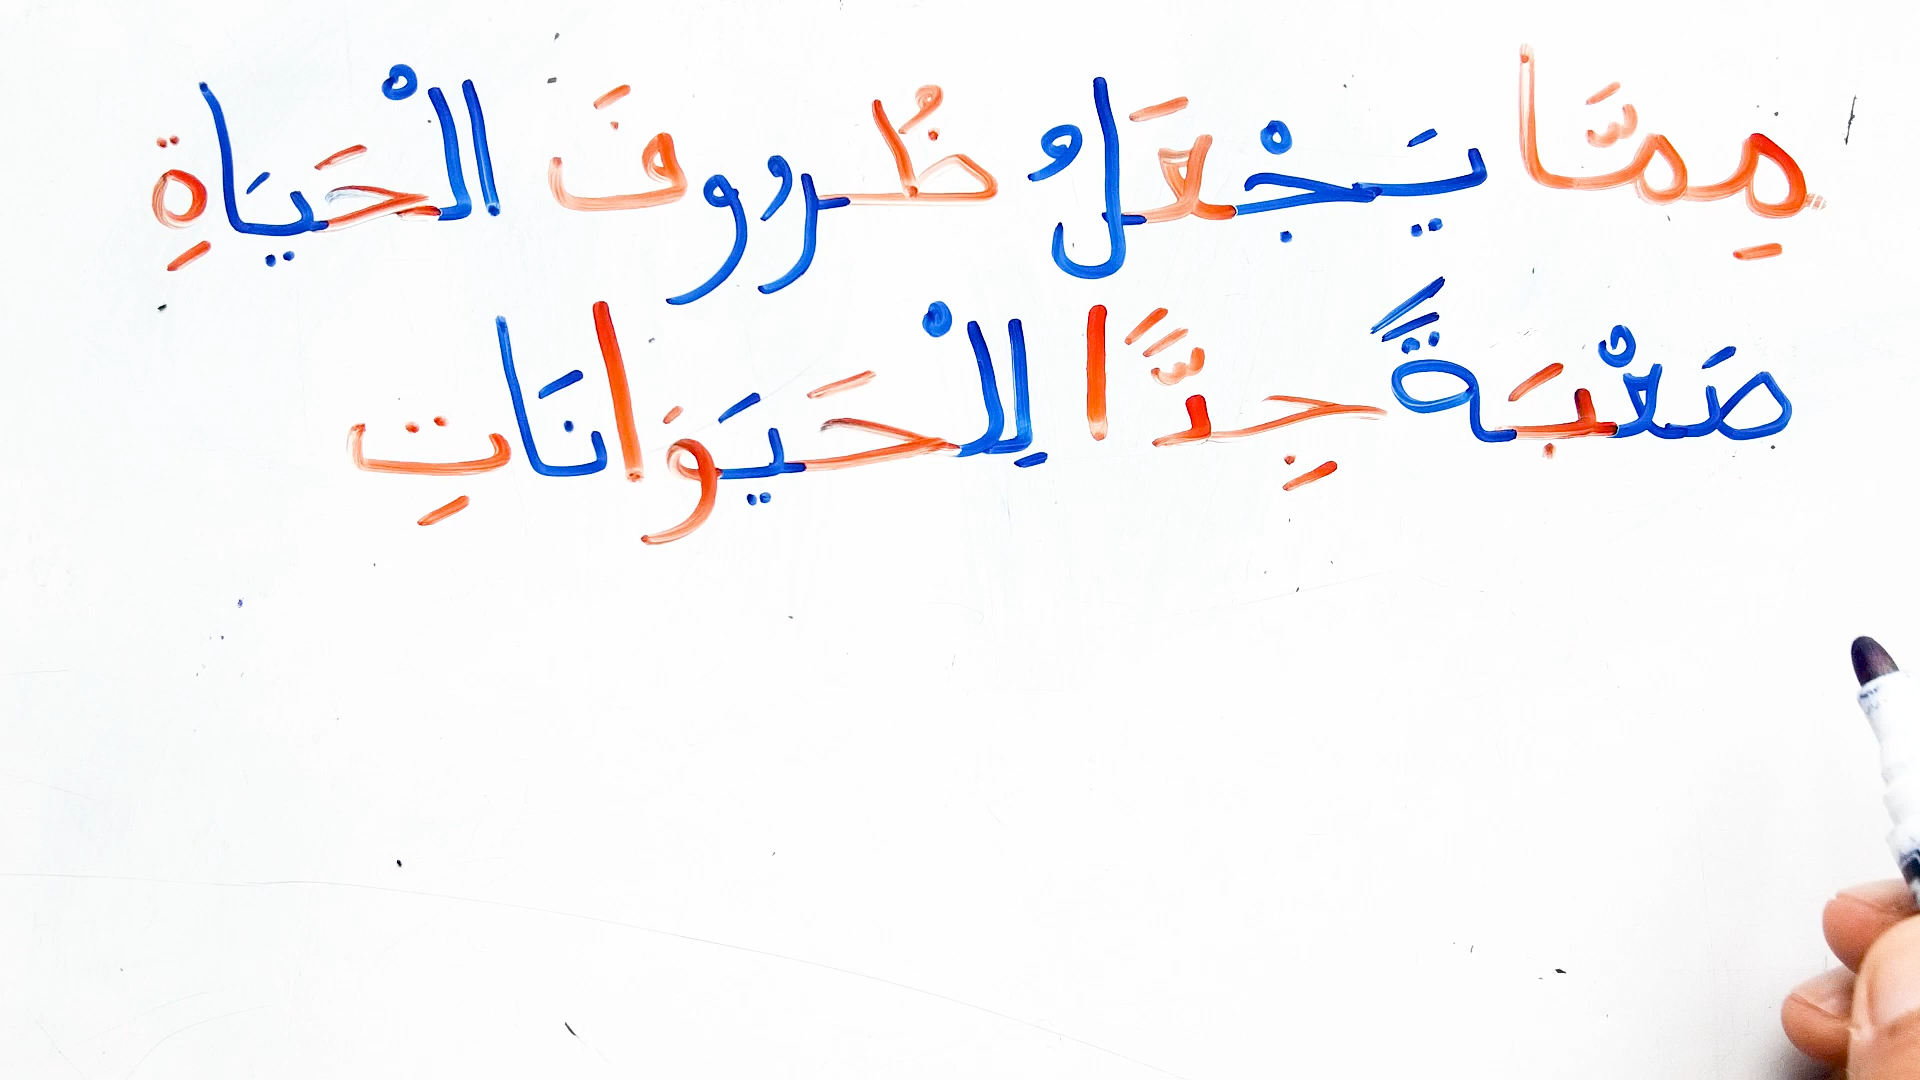 مِمَّا يَجْعَلُ ظُرُوفَ الْحَيَاةِ
صَعْبَةً جِدًّا لِلْحَيَوَانَاتِ